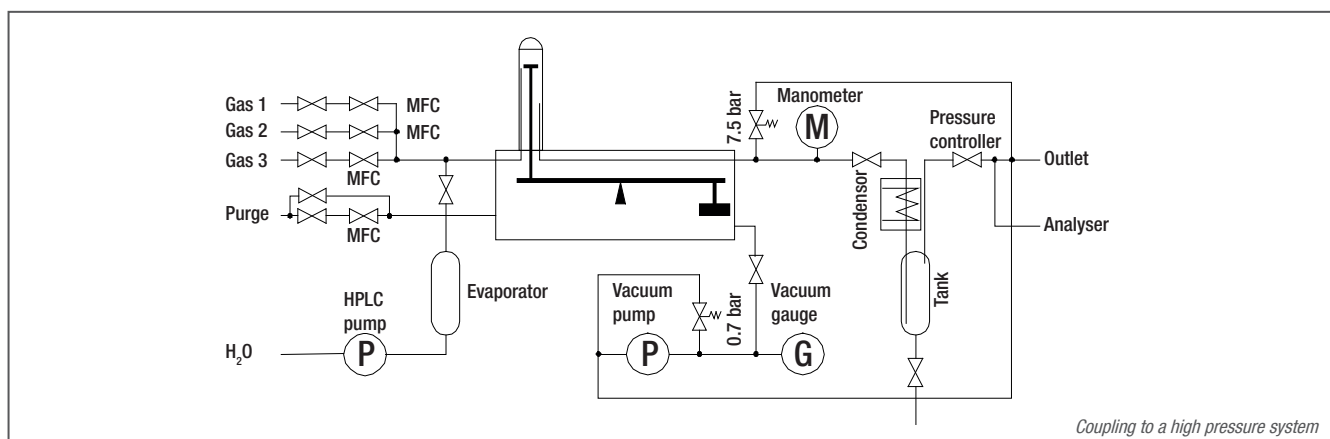 Gas 1
MFC
Gas 2
MFC
Gas 3
MFC
Purge
MFC
Evaporator
HPLC
pump
P
H₂O
7.5 bar
Manometer
M
Pressure
controller
Outlet
Analyser
Condensor
Tank
Vacuum
pump
P
0.7 bar
Vacuum
gauge
G
Coupling to a high pressure system